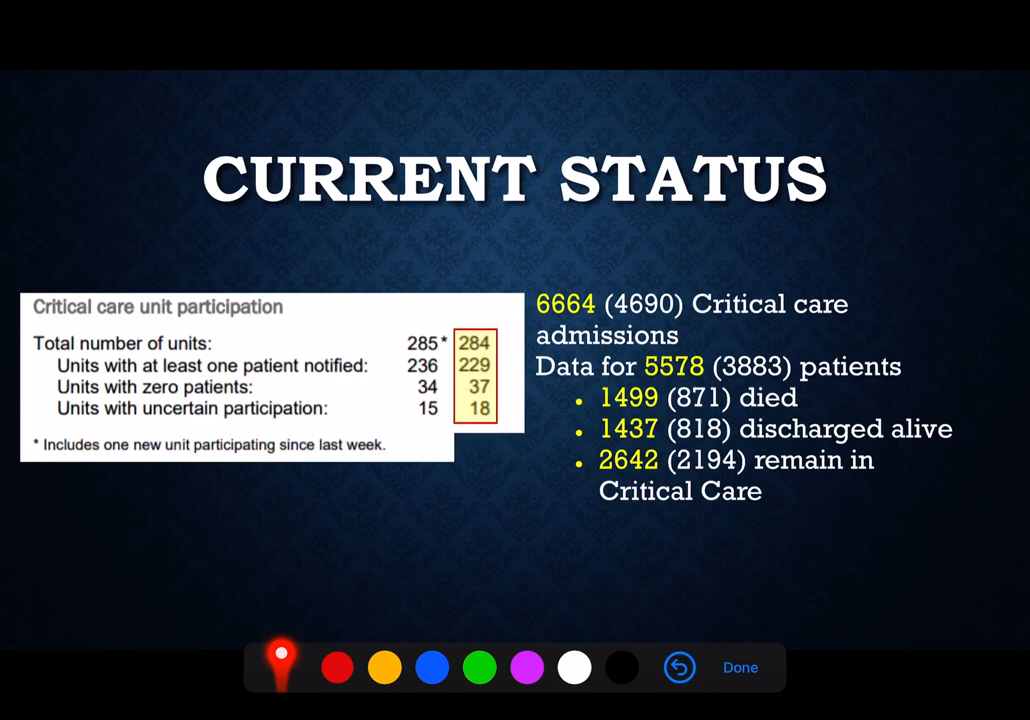 CURRENT STATUS
Critical care unit participation
Total number of units: 285* 284
Units with at least one patient notified: 236 229
Units with zero patients: 34 37
Units with uncertain participation: 15 18
* Includes one new unit participating since last week.
6664 (4690) Critical care
admissions
Data for 5578 (3883) patients
• 1499 (871) died
• 1437 (818) discharged alive
• 2642 (2194) remain in
Critical Care
Done